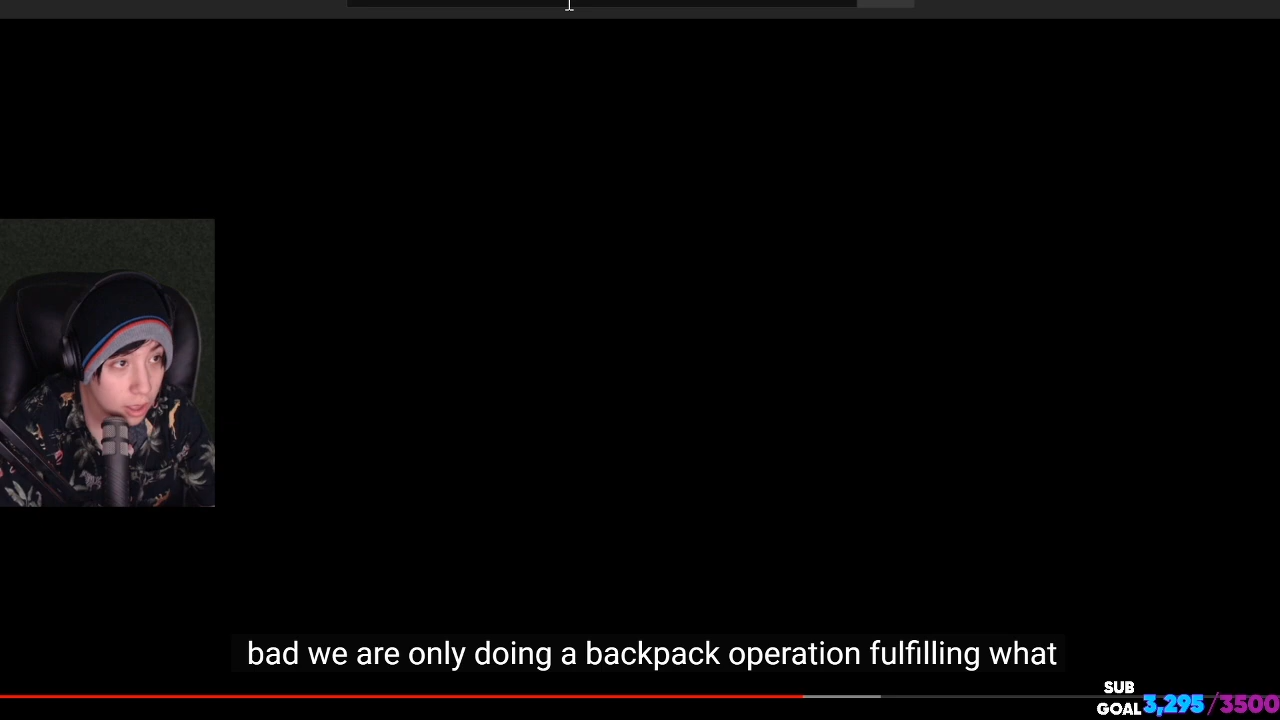 bad we are only doing a backpack operation fulfilling what
SUB
GOAL 3,295/3500